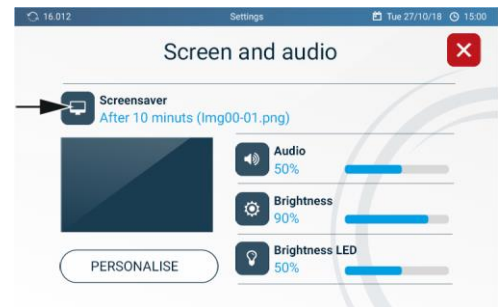 16.012 Settings Tue 27/10/18 15:00
Screen and audio
Screensaver
After 10 minuts (Img00-01.png)
Audio
50%
Brightness
90%
Brightness LED
50%
PERSONALISE